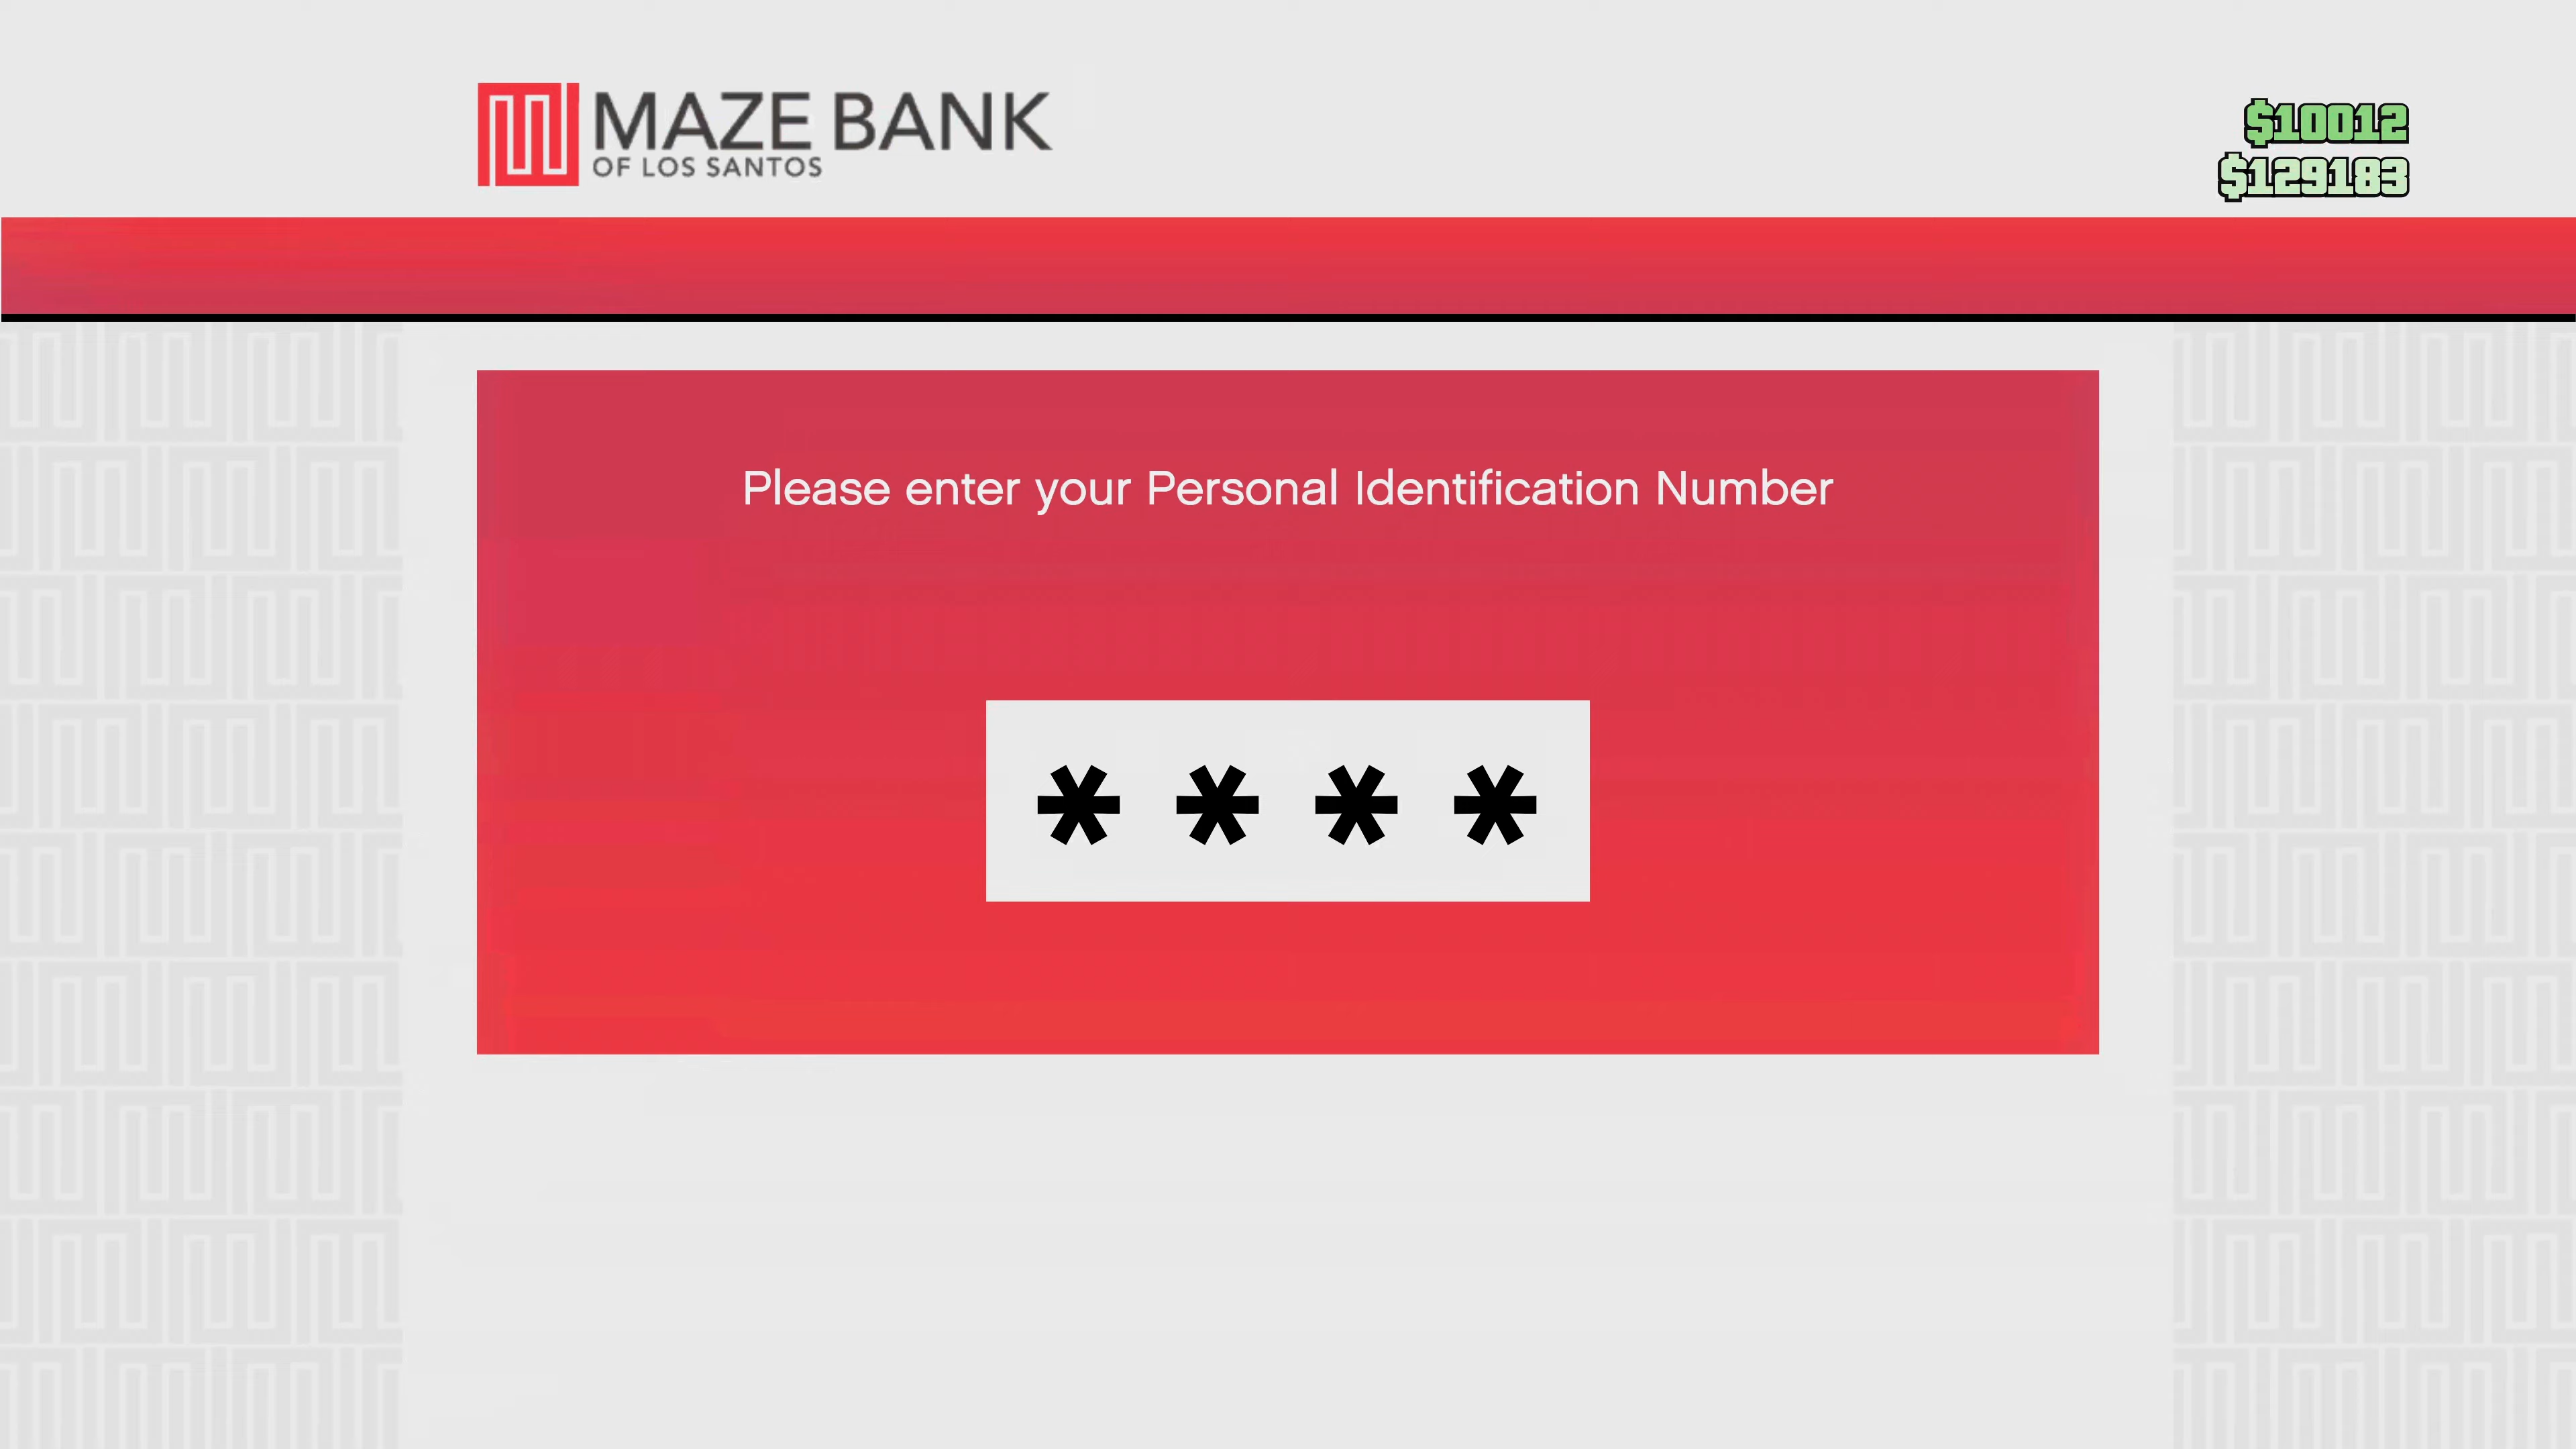 MAZE BANK
OF LOS SANTOS
$10012
$129183
Please enter your Personal Identification Number
* * * *